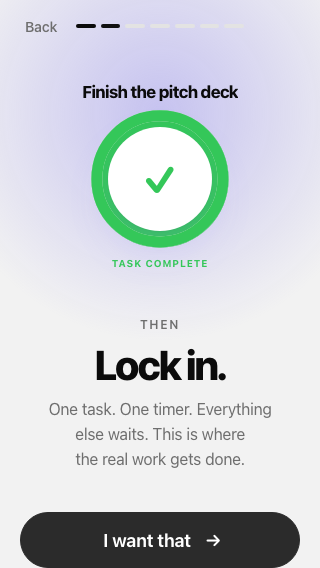 Back
Finish the pitch deck
TASK COMPLETE
THEN
Lock in.
One task. One timer. Everything
else waits. This is where
the real work gets done.
I want that →